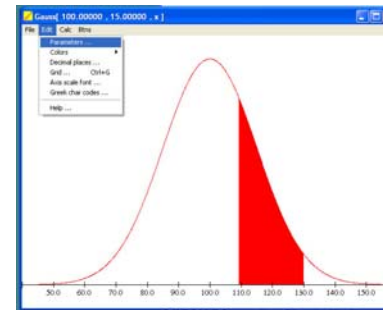 Gauss[ 100.00000 , 15.00000 , x ]
File Edit Calc Btns
Parameters ...
Colors
Decimal places ...
Grid ... Ctrl+G
Axis scale font ...
Greek char codes ...
Help ...
50.0 60.0 70.0 80.0 90.0 100.0 110.0 120.0 130.0 140.0 150.0